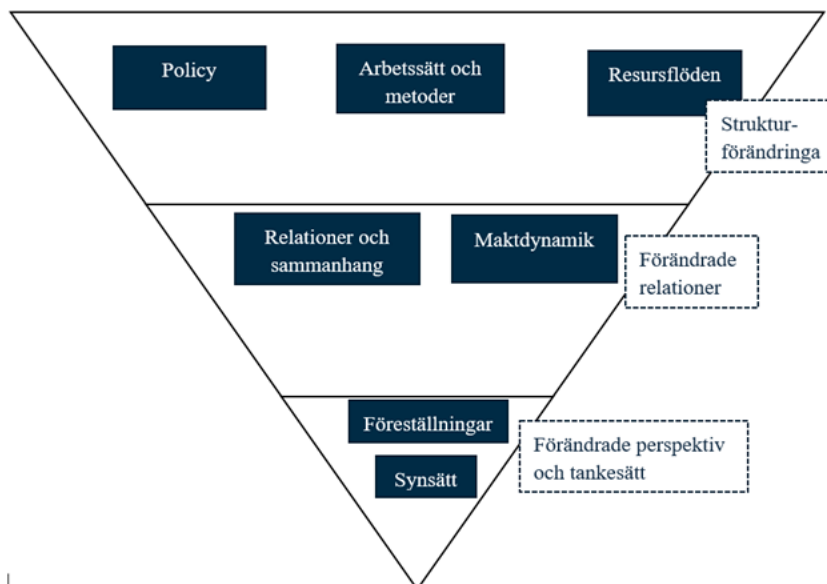 Policy
Arbetssätt och
metoder
Resursflöden
Struktur-
förändringa
Relationer och
sammanhang
Maktdynamik
Förändrade
relationer
Föreställningar
Synsätt
Förändrade perspektiv
och tankesätt